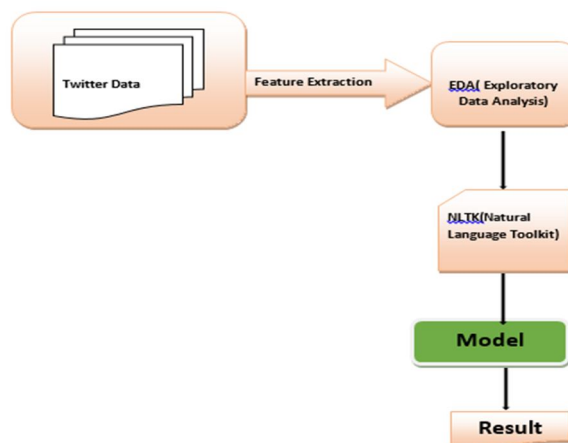 Twitter Data
Feature Extraction
EDA( Exploratory
Data Analysis)
NLTK(Natural
Language Toolkit)
Model
Result